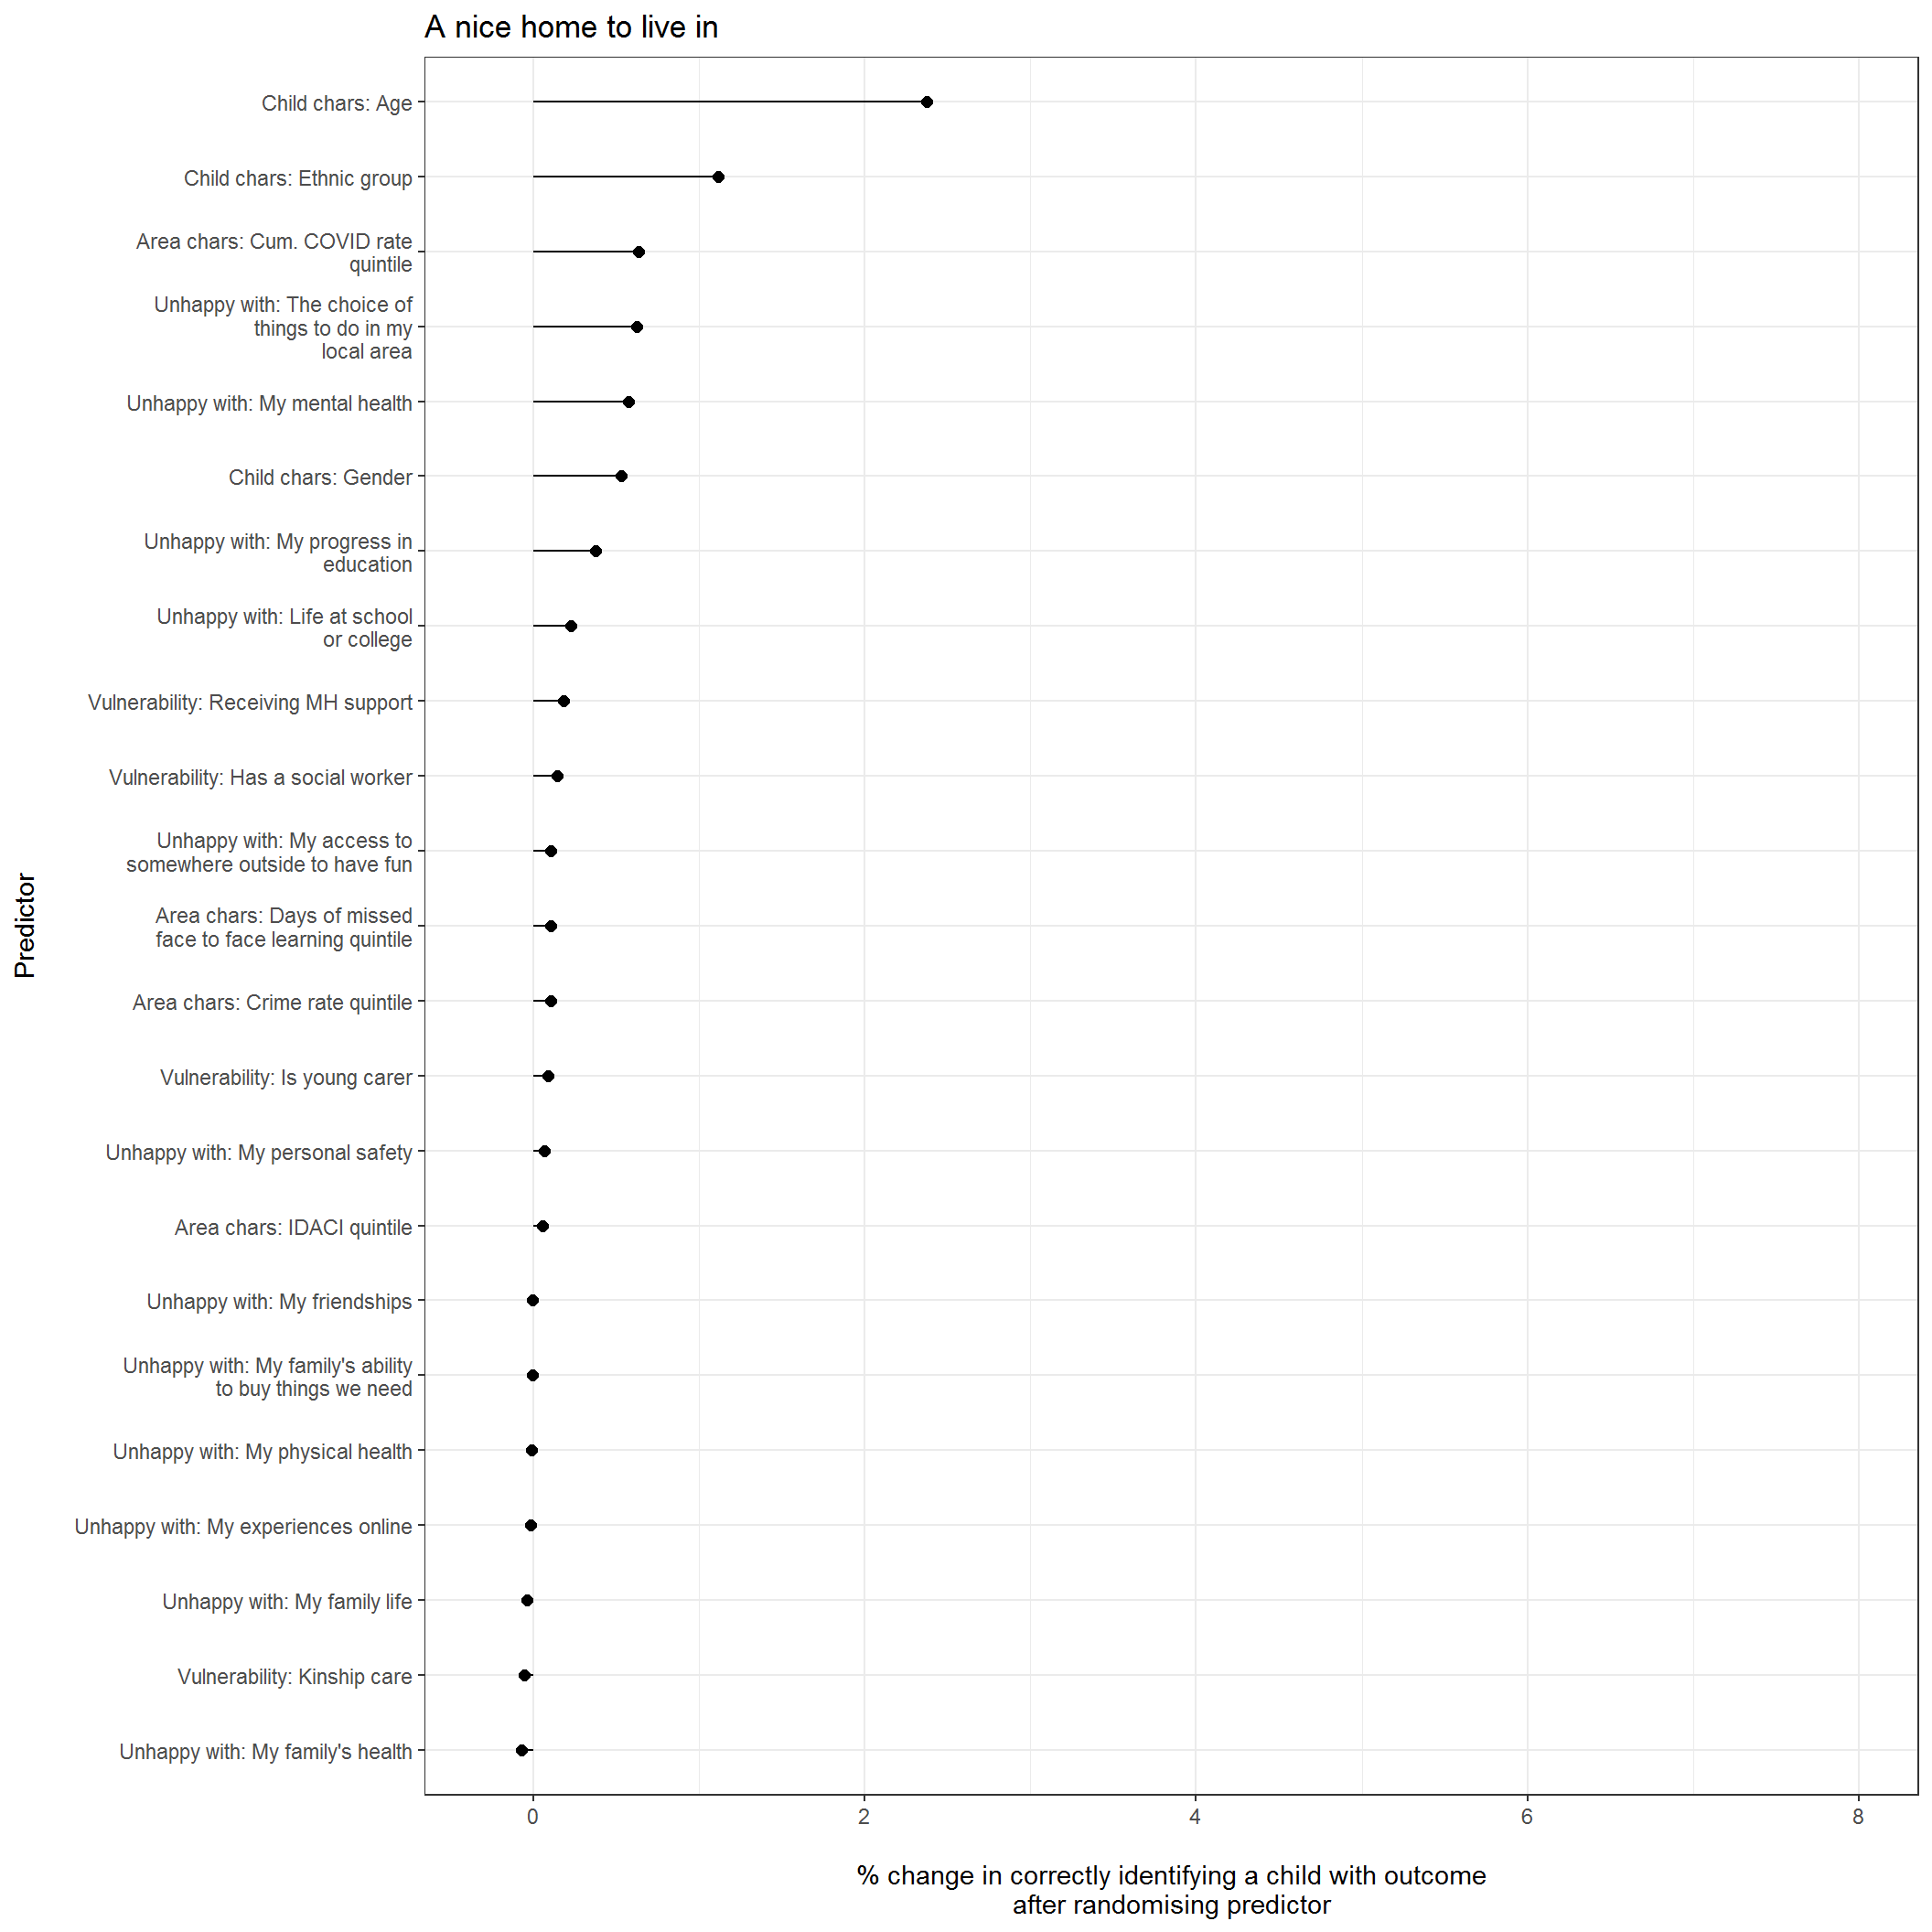 A nice home to live in
Child chars: Age
Child chars: Ethnic group
Area chars: Cum. COVID rate
quintile
Unhappy with: The choice of
things to do in my
local area
Unhappy with: My mental health
Child chars: Gender
Unhappy with: My progress in
education
Unhappy with: Life at school
or college
Vulnerability: Receiving MH support
Vulnerability: Has a social worker
Unhappy with: My access to
somewhere outside to have fun
Area chars: Days of missed
face to face learning quintile
Area chars: Crime rate quintile
Vulnerability: Is young carer
Unhappy with: My personal safety
Area chars: IDACI quintile
Unhappy with: My friendships
Unhappy with: My family's ability
to buy things we need
Unhappy with: My physical health
Unhappy with: My experiences online
Unhappy with: My family life
Vulnerability: Kinship care
Unhappy with: My family's health
Predictor
0 2 4 6 8
% change in correctly identifying a child with outcome
after randomising predictor